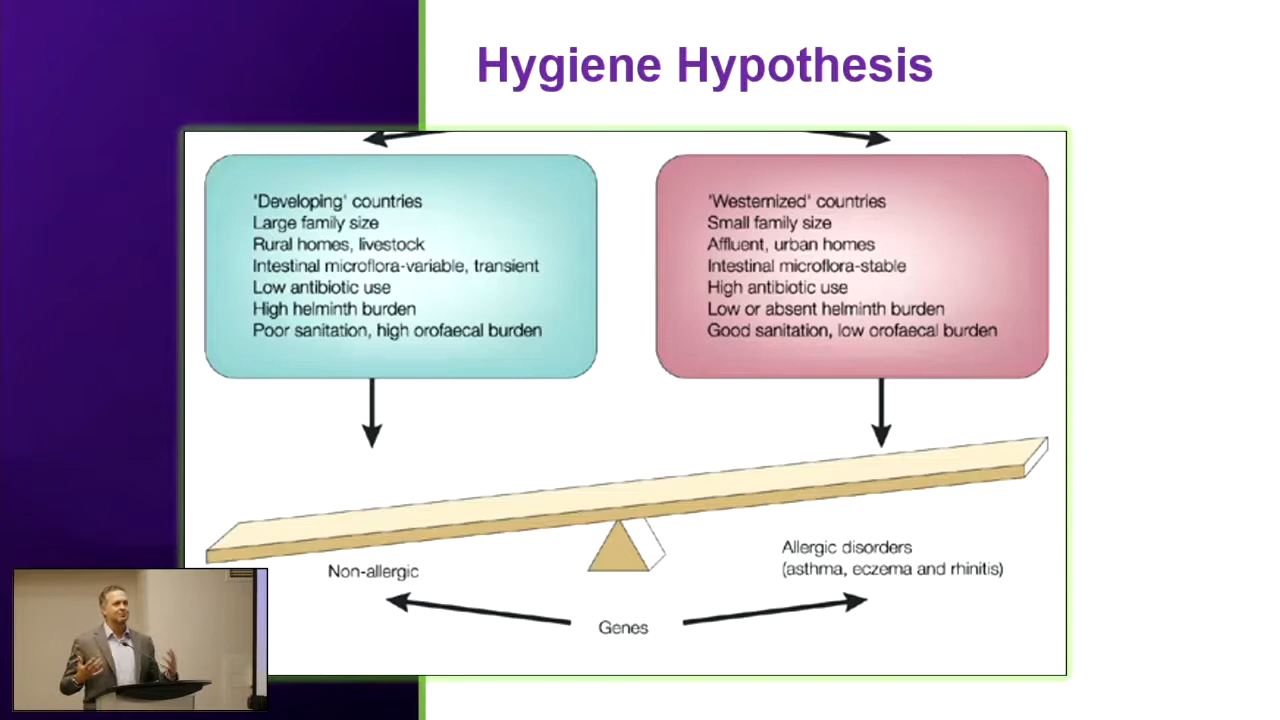 Hygiene Hypothesis
'Developing' countries
Large family size
Rural homes, livestock
Intestinal microflora-variable, transient
Low antibiotic use
High helminth burden
Poor sanitation, high orofaecal burden
'Westernized' countries
Small family size
Affluent, urban homes
Intestinal microflora-stable
High antibiotic use
Low or absent helminth burden
Good sanitation, low orofaecal burden
Non-allergic
Allergic disorders
(asthma, eczema and rhinitis)
Genes